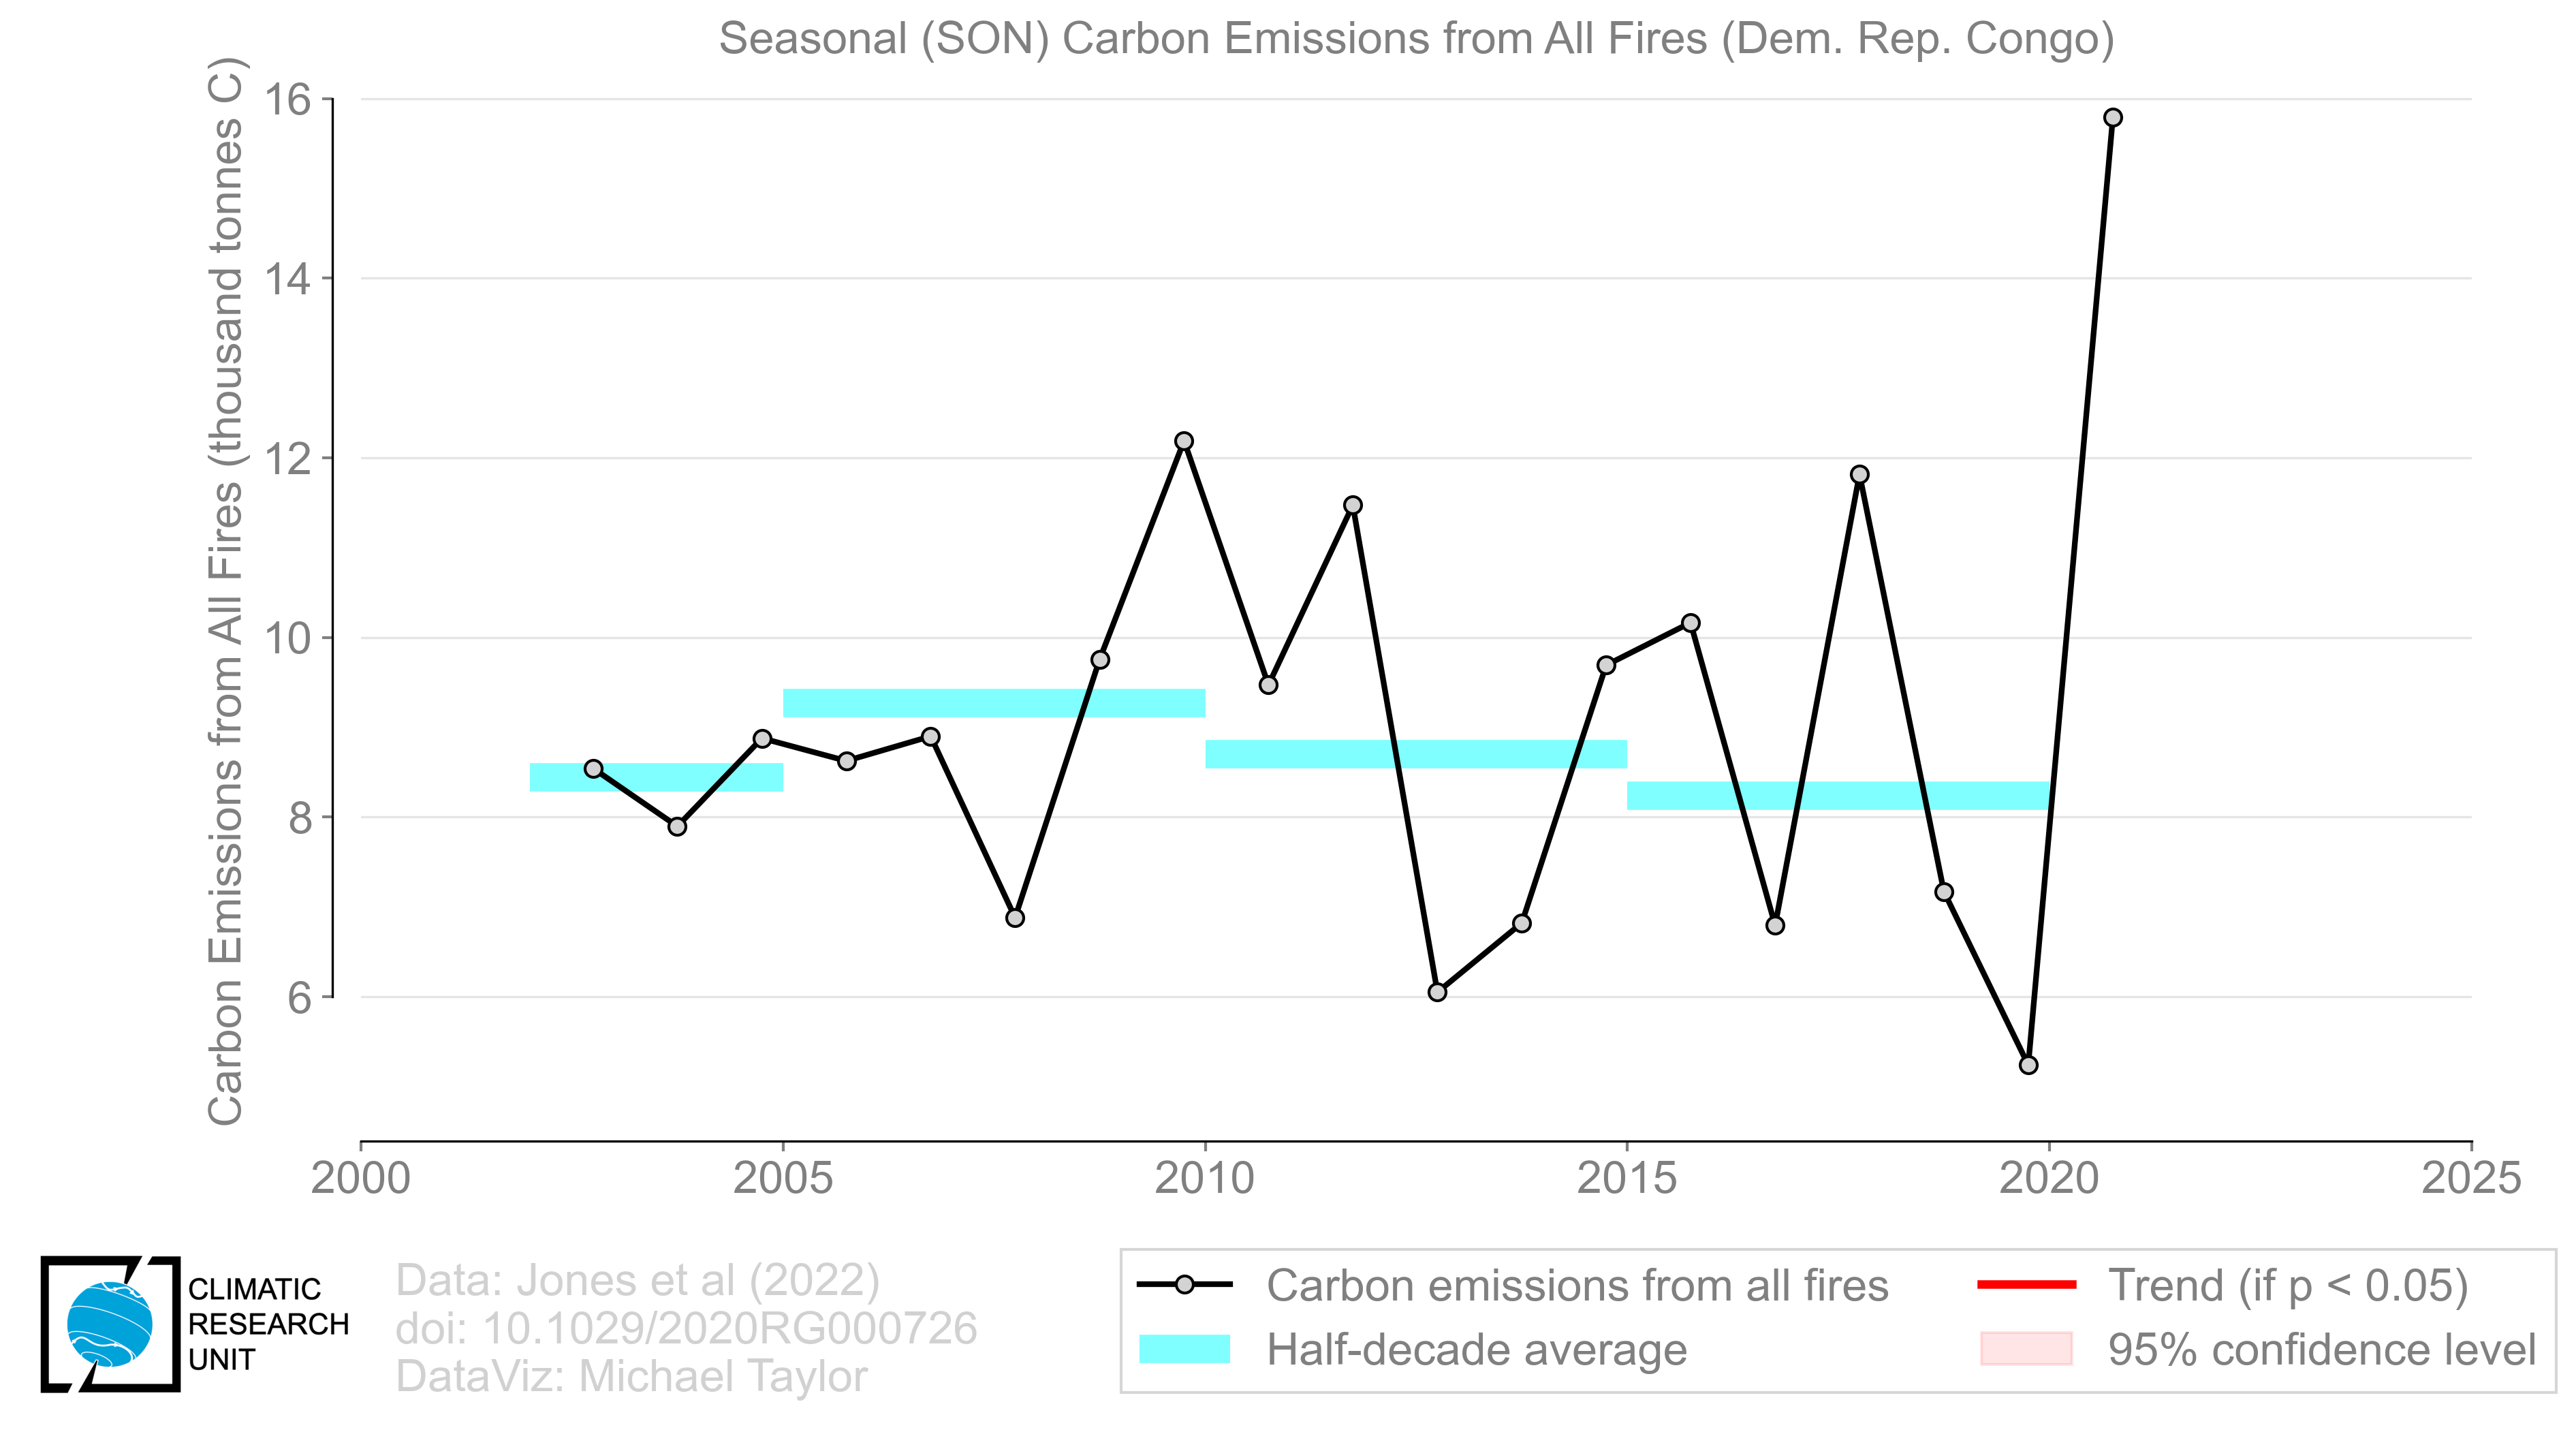 Seasonal (SON) Carbon Emissions from All Fires (Dem. Rep. Congo)
Carbon Emissions from All Fires (thousand tonnes C)
16
14
12
10
8
6
2000
2005
2010
2015
2020
2025
CLIMATIC
RESEARCH
UNIT
Data: Jones et al (2022)
doi: 10.1029/2020RG000726
DataViz: Michael Taylor
Carbon emissions from all fires
Half-decade average
Trend (if p < 0.05)
95% confidence level